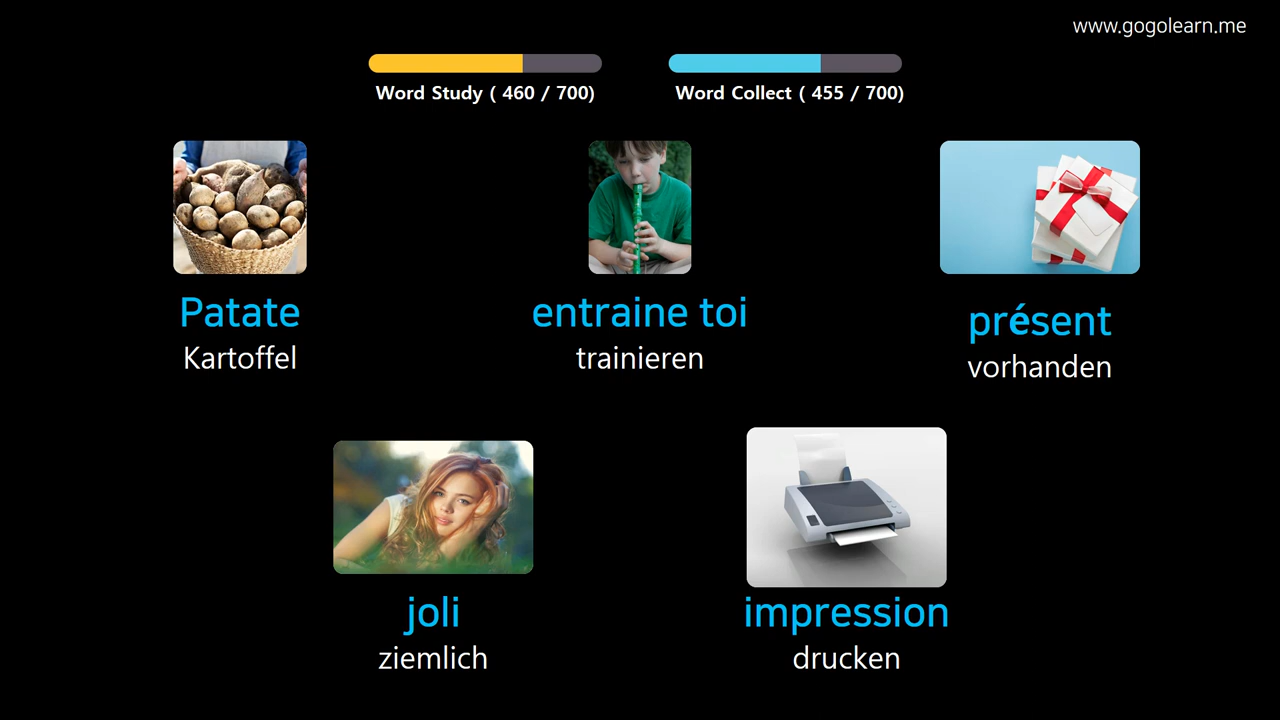 www.gogolearn.me
Word Study ( 460 / 700)
Word Collect ( 455 / 700)
Patate
Kartoffel
entraine toi
trainieren
présent
vorhanden
joli
ziemlich
impression
drucken